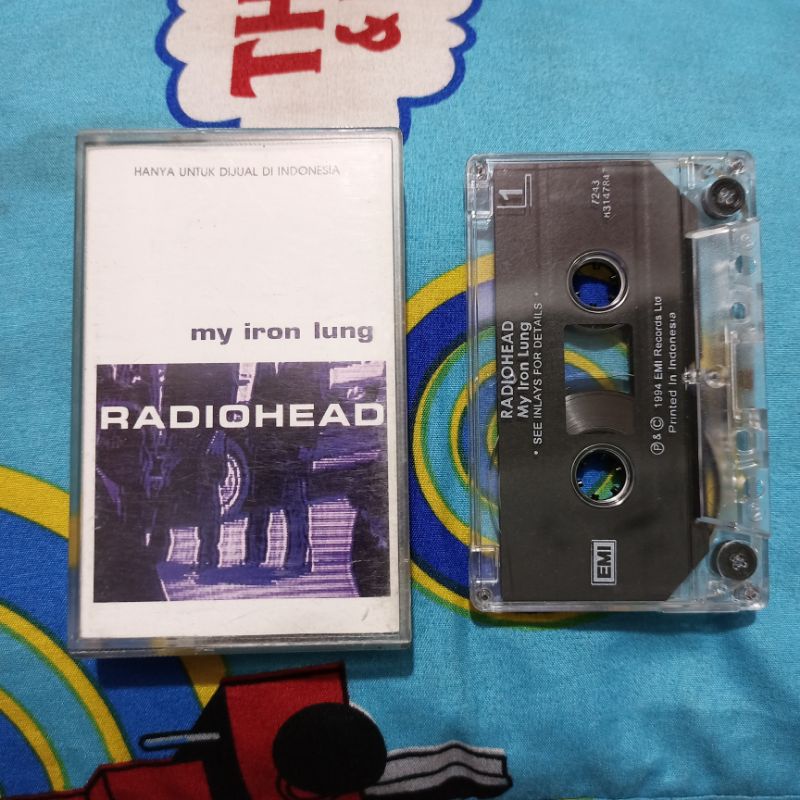 TH
&
HANYA UNTUK DIJUAL DI INDONESIA
my iron lung
RADIOHEAD
1
7243
RADIOHEAD
My Iron Lung
• SEE INLAYS FOR DETAILS •
℗ & © 1994 EMI Records Ltd
Printed In Indonesia
EMI